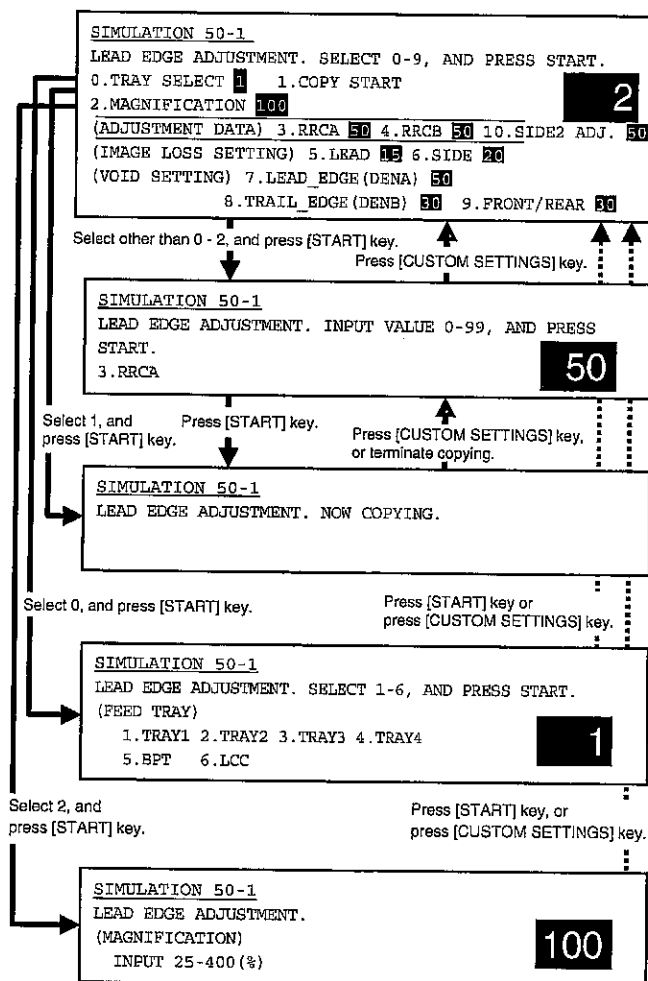 SIMULATION 50-1
LEAD EDGE ADJUSTMENT. SELECT 0-9, AND PRESS START.
0.TRAY SELECT 1 1.COPY START
2.MAGNIFICATION 100
2
(ADJUSTMENT DATA) 3.RRCA 50 4.RRCB 50 10.SIDE2 ADJ. 50
(IMAGE LOSS SETTING) 5.LEAD 15 6.SIDE 20
(VOID SETTING) 7.LEAD_EDGE(DENA) 50
8.TRAIL_EDGE(DENB) 30 9.FRONT/REAR 30
Select other than 0 - 2, and press [START] key.
Press [CUSTOM SETTINGS] key.
SIMULATION 50-1
LEAD EDGE ADJUSTMENT. INPUT VALUE 0-99, AND PRESS
START.
3.RRCA
50
Select 1, and
press [START] key.
Press [START] key.
Press [CUSTOM SETTINGS] key,
or terminate copying.
SIMULATION 50-1
LEAD EDGE ADJUSTMENT. NOW COPYING.
Select 0, and press [START] key.
Press [START] key or
press [CUSTOM SETTINGS] key.
SIMULATION 50-1
LEAD EDGE ADJUSTMENT. SELECT 1-6, AND PRESS START.
(FEED TRAY)
1.TRAY1 2.TRAY2 3.TRAY3 4.TRAY4
5.BPT 6.LCC
1
Select 2, and
press [START] key.
Press [START] key, or
press [CUSTOM SETTINGS] key.
SIMULATION 50-1
LEAD EDGE ADJUSTMENT.
(MAGNIFICATION)
INPUT 25-400(%)
100